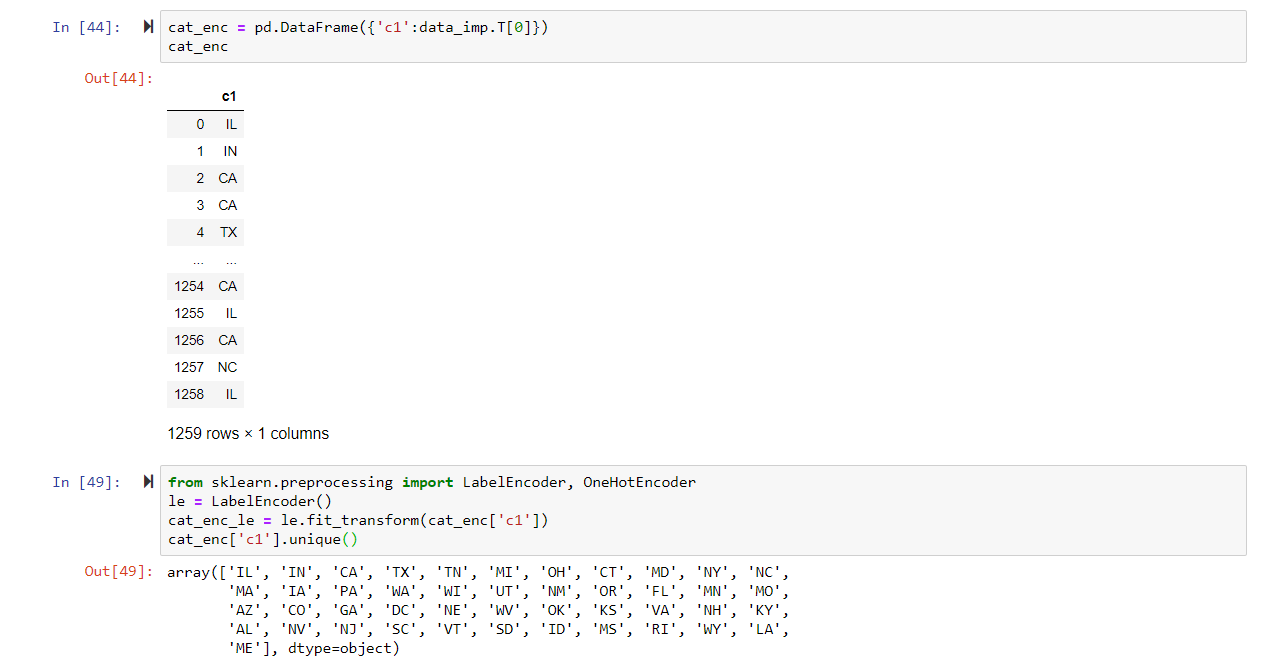 In [44]: cat_enc = pd.DataFrame({'c1':data_imp.T[0]})
cat_enc
Out[44]:
c1
0 IL
1 IN
2 CA
3 CA
4 TX
... ...
1254 CA
1255 IL
1256 CA
1257 NC
1258 IL
1259 rows × 1 columns
In [49]: from sklearn.preprocessing import LabelEncoder, OneHotEncoder
le = LabelEncoder()
cat_enc_le = le.fit_transform(cat_enc['c1'])
cat_enc['c1'].unique()
Out[49]: array(['IL', 'IN', 'CA', 'TX', 'TN', 'MI', 'OH', 'CT', 'MD', 'NY', 'NC',
'MA', 'IA', 'PA', 'WA', 'WI', 'UT', 'NM', 'OR', 'FL', 'MN', 'MO',
'AZ', 'CO', 'GA', 'DC', 'NE', 'WV', 'OK', 'KS', 'VA', 'NH', 'KY',
'AL', 'NV', 'NJ', 'SC', 'VT', 'SD', 'ID', 'MS', 'RI', 'WY', 'LA',
'ME'], dtype=object)